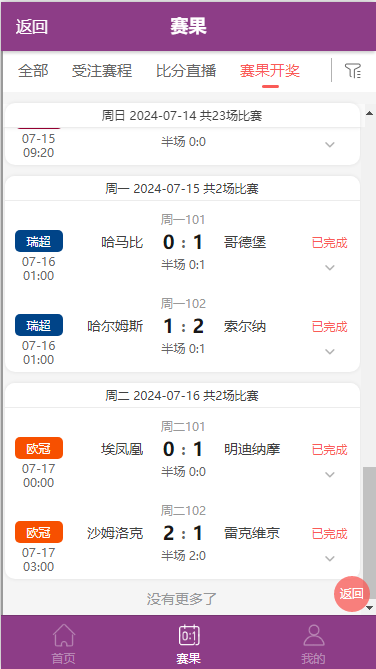 返回 赛果
全部 受注赛程 比分直播 赛果开奖
周日 2024-07-14 共23场比赛
07-15
09:20
半场 0:0
周一 2024-07-15 共2场比赛
周一101
瑞超 哈马比 0 : 1 哥德堡 已完成
07-16
01:00
半场 0:1
周一102
瑞超 哈尔姆斯 1 : 2 索尔纳 已完成
07-16
01:00
半场 0:1
周二 2024-07-16 共2场比赛
周二101
欧冠 埃凤凰 0 : 1 明迪纳摩 已完成
07-17
00:00
半场 0:0
周二102
欧冠 沙姆洛克 2 : 1 雷克维京 已完成
07-17
03:00
半场 2:0
没有更多了
返回
0:1
首页 赛果 我的